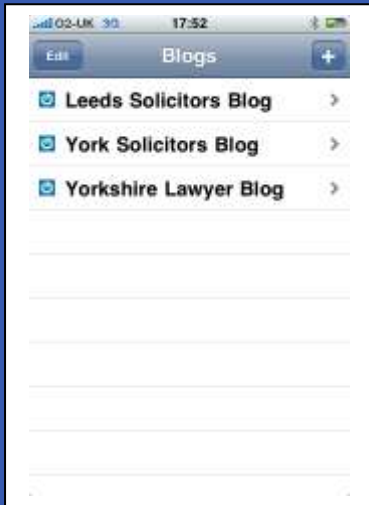 O2-UK 3G 17:52
Edit Blogs +
Leeds Solicitors Blog
York Solicitors Blog
Yorkshire Lawyer Blog